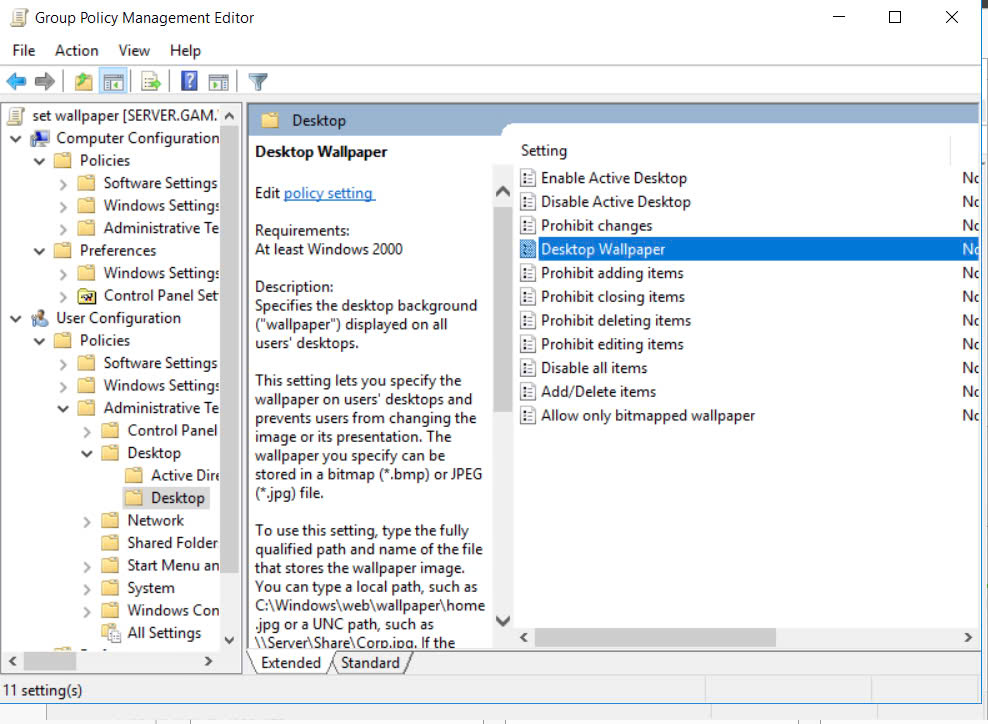 Group Policy Management Editor
File Action View Help
set wallpaper [SERVER.GAM.
Computer Configuration
Policies
Software Settings
Windows Settings
Administrative Te
Preferences
Windows Settings
Control Panel Set
User Configuration
Policies
Software Settings
Windows Settings
Administrative Te
Control Panel
Desktop
Active Dire
Desktop
Network
Shared Folder
Start Menu an
System
Windows Con
All Settings
Desktop
Desktop Wallpaper
Edit policy setting
Requirements:
At least Windows 2000
Description:
Specifies the desktop background
("wallpaper") displayed on all
users' desktops.
This setting lets you specify the
wallpaper on users' desktops and
prevents users from changing the
image or its presentation. The
wallpaper you specify can be
stored in a bitmap (*.bmp) or JPEG
(*.jpg) file.
To use this setting, type the fully
qualified path and name of the file
that stores the wallpaper image.
You can type a local path, such as
C:\Windows\web\wallpaper\home
.jpg or a UNC path, such as
\\Server\Share\Corp.jpg. If the
Setting
Enable Active Desktop No
Disable Active Desktop No
Prohibit changes No
Desktop Wallpaper No
Prohibit adding items No
Prohibit closing items No
Prohibit deleting items No
Prohibit editing items No
Disable all items No
Add/Delete items No
Allow only bitmapped wallpaper No
Extended Standard
11 setting(s)